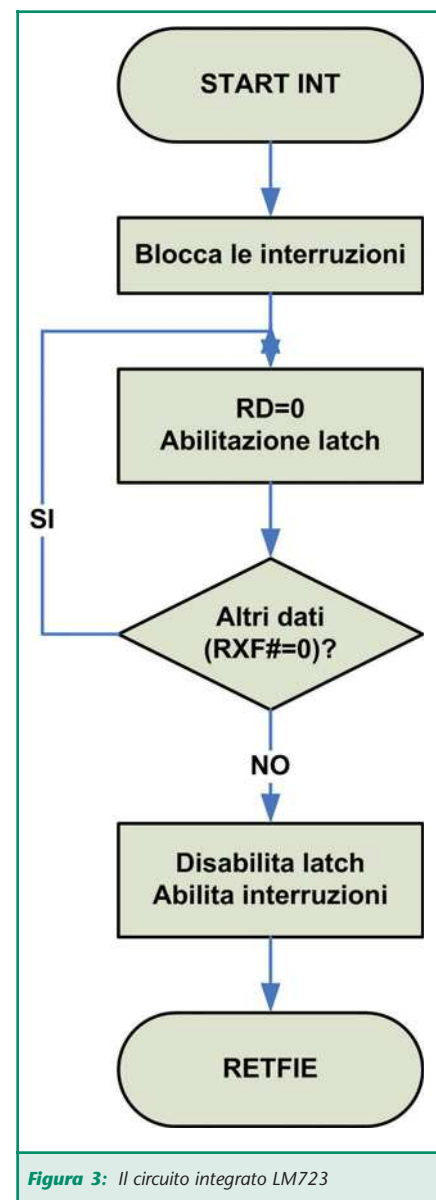 START INT
Blocca le interruzioni
RD=0
Abilitazione latch
SI
Altri dati
(RXF#=0)?
NO
Disabilita latch
Abilita interruzioni
RETFIE
Figura 3: Il circuito integrato LM723